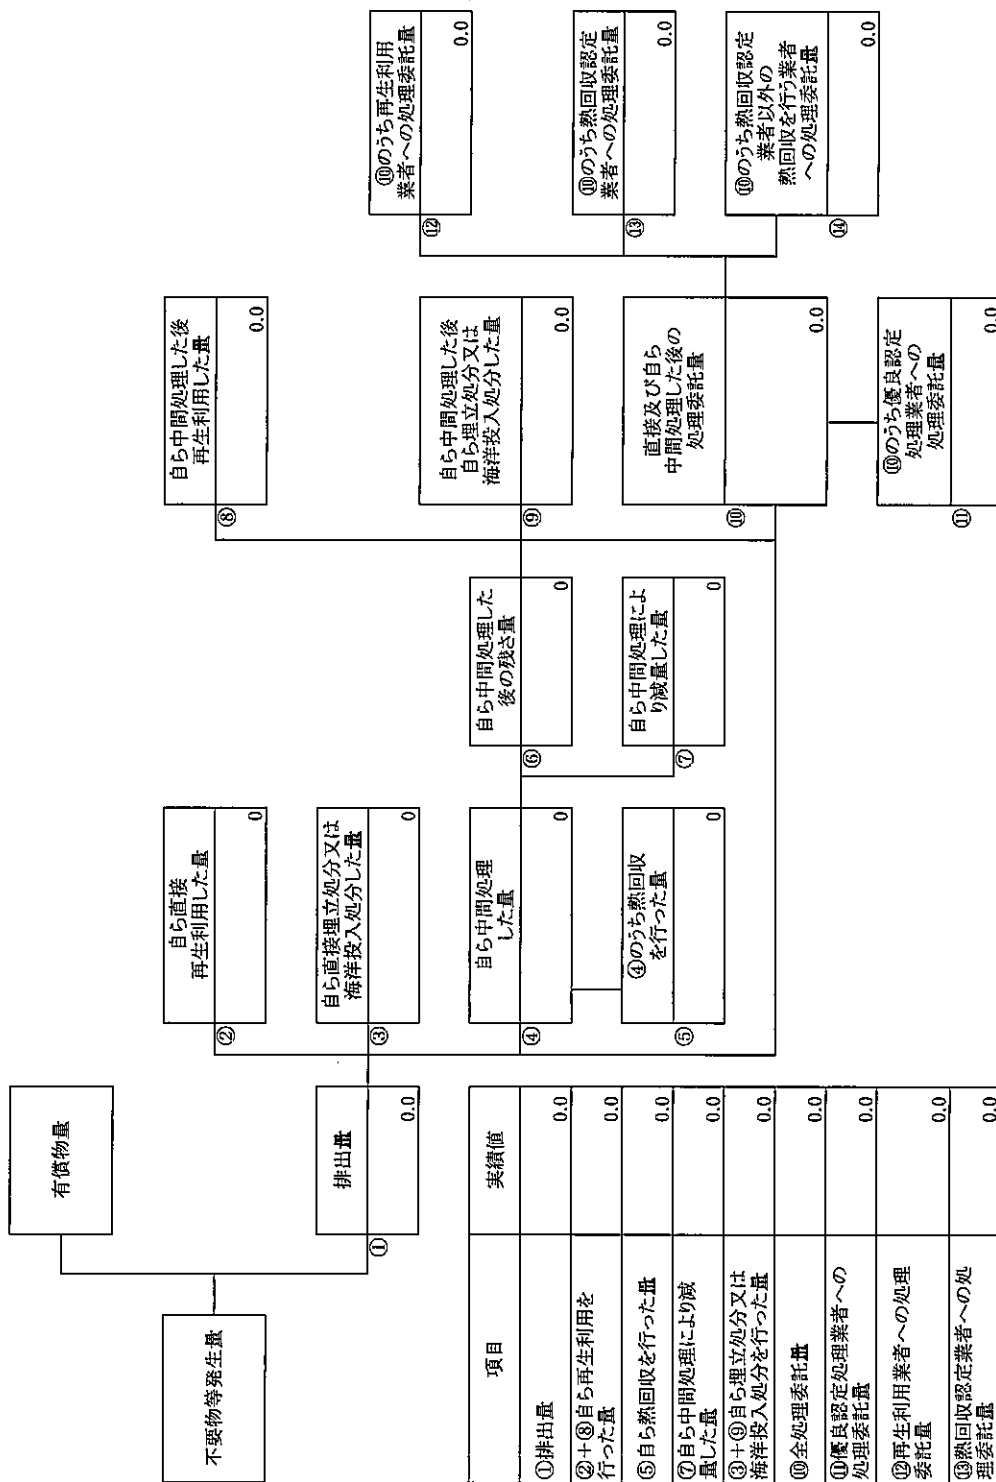 不要物等発生量
有償物量
排出量
①
0.0
自ら直接
再生利用した量
②
0
自ら直接埋立処分又は
海洋投入処分した量
③
0
自ら中間処理
した量
④
0
④のうち熱回収
を行った量
⑤
0
自ら中間処理した
後の残さ量
⑥
0
自ら中間処理によ
り減量した量
⑦
0
自ら中間処理した後
再生利用した量
⑧
0.0
自ら中間処理した後
自ら埋立処分又は
海洋投入処分した量
⑨
0.0
直接及び自ら
中間処理した後の
処理委託量
⑩
0.0
⑩のうち優良認定
処理業者への
処理委託量
⑪
0.0
⑩のうち再生利用
業者への処理委託量
⑫
0.0
⑩のうち熱回収認定
業者への処理委託量
⑬
0.0
⑩のうち熱回収認定
業者以外の
熱回収を行う業者
への処理委託量
⑭
0.0
項目 実績値
①排出量 0.0
②+⑧自ら再生利用を
行った量 0.0
⑤自ら熱回収を行った量 0.0
⑦自ら中間処理により減
量した量 0.0
③+⑨自ら埋立処分又は
海洋投入処分を行った量 0.0
⑩全処理委託量 0.0
⑪優良認定処理業者への
処理委託量 0.0
⑫再生利用業者への処理
委託量 0.0
⑬熱回収認定業者への処
理委託量 0.0